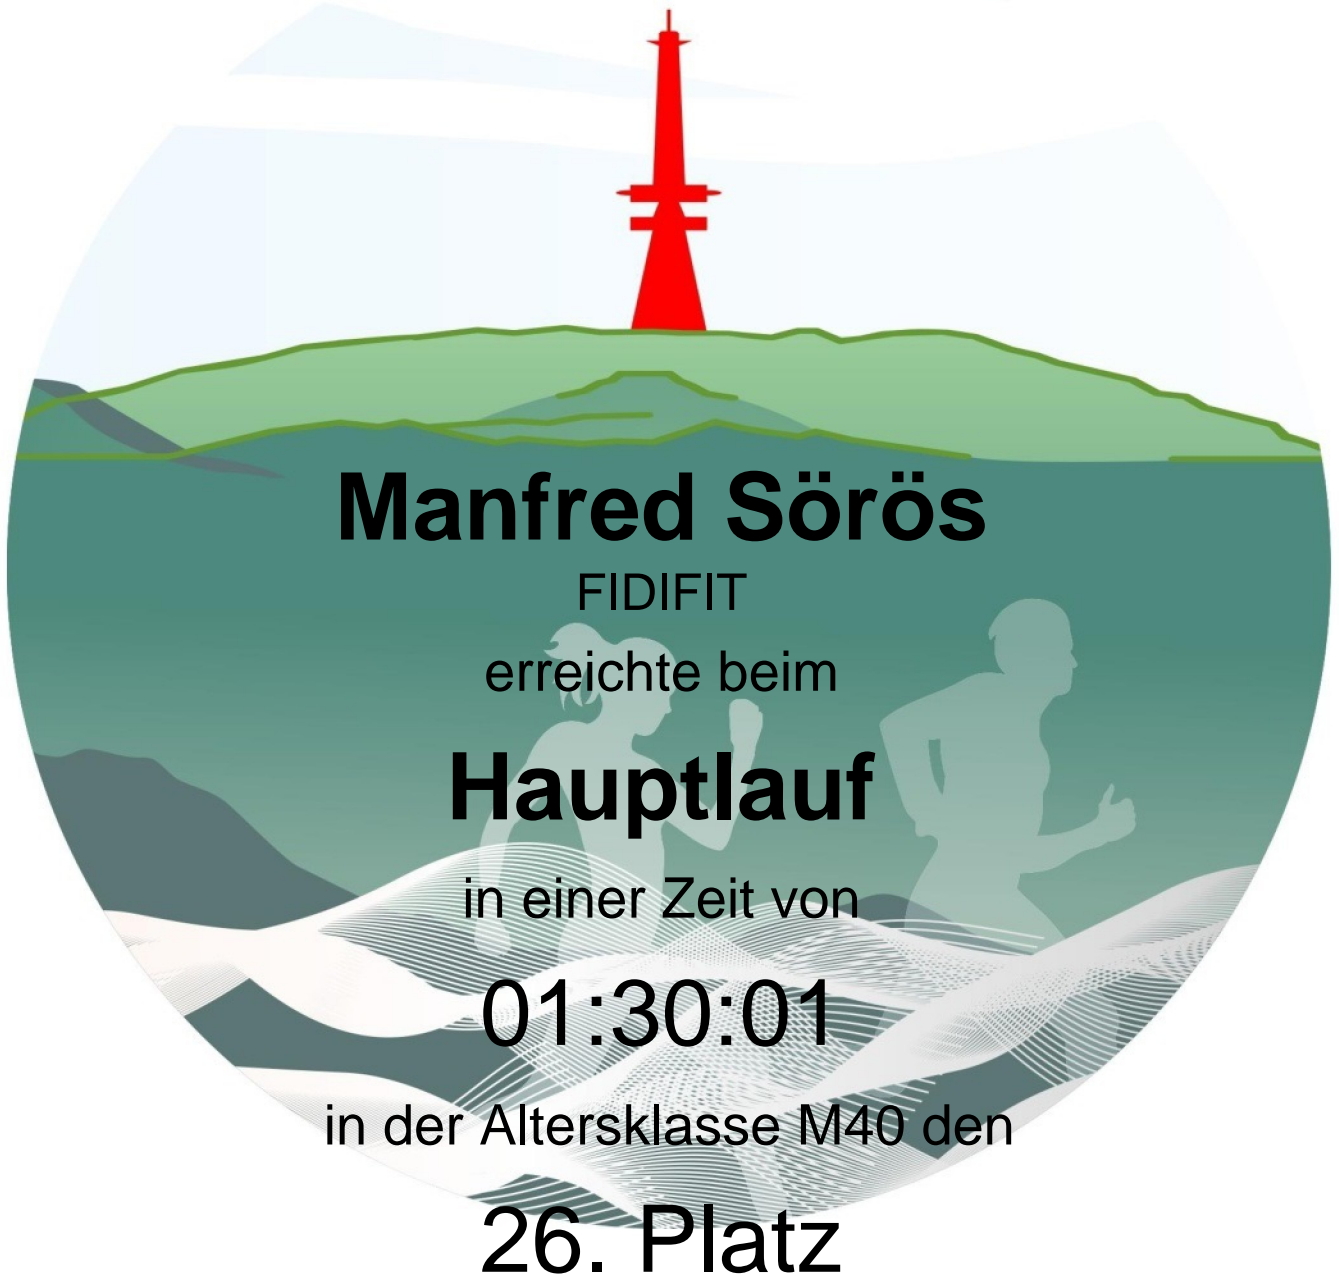 Manfred Sörös
FIDIFIT
erreichte beim
Hauptlauf
in einer Zeit von
01:30:01
in der Altersklasse M40 den
26. Platz